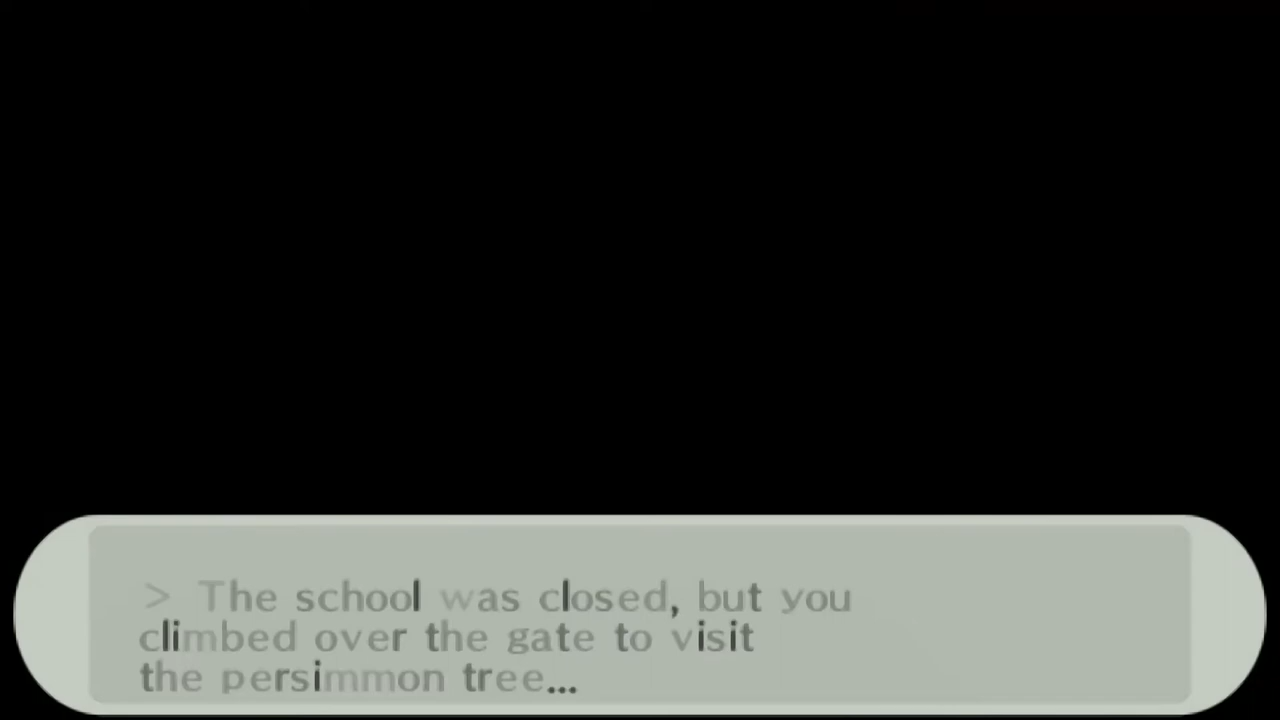 > The school was closed, but you
climbed over the gate to visit
the persimmon tree...